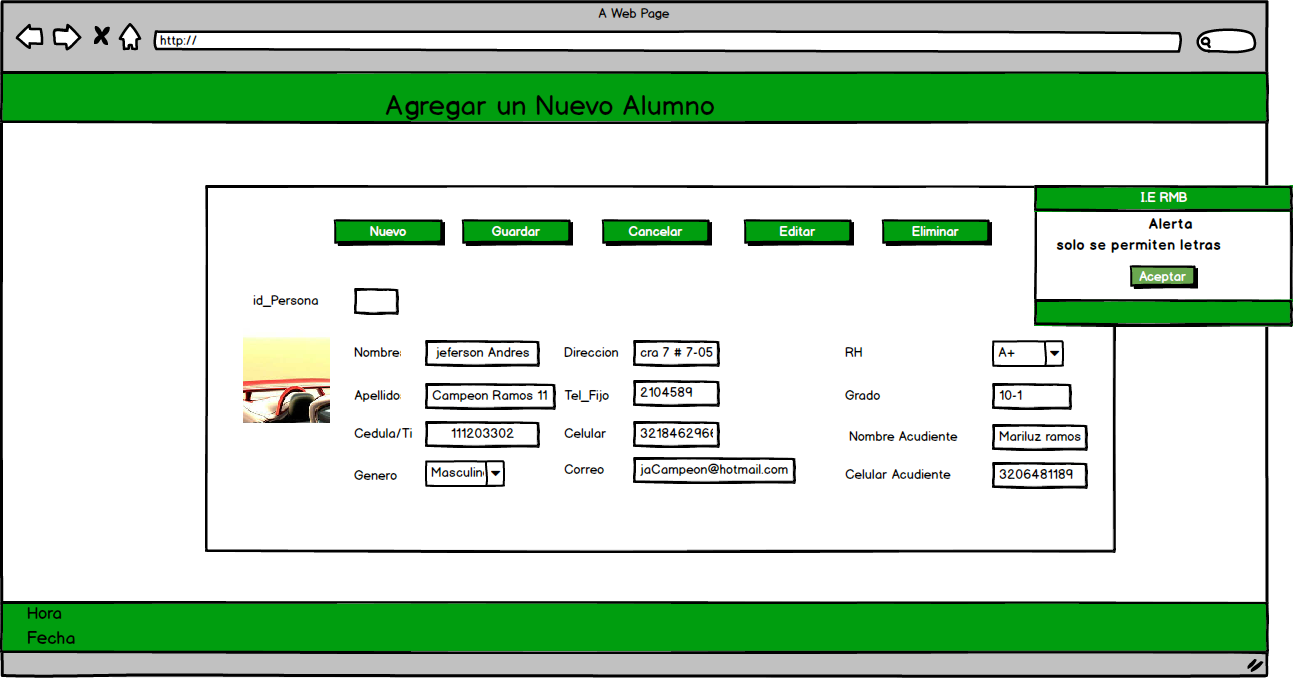 A Web Page
http://
Agregar un Nuevo Alumno
I.E RMB
Alerta
solo se permiten letras
Aceptar
Nuevo Guardar Cancelar Editar Eliminar
id_Persona
Nombre: jeferson Andres Direccion cra 7 # 7-05 RH A+
Apellido Campeon Ramos 11 Tel_Fijo 2104589 Grado 10-1
Cedula/Ti 111203302 Celular 3218462966 Nombre Acudiente Mariluz ramos
Genero Masculin Correo jaCampeon@hotmail.com Celular Acudiente 3206481189
Hora
Fecha